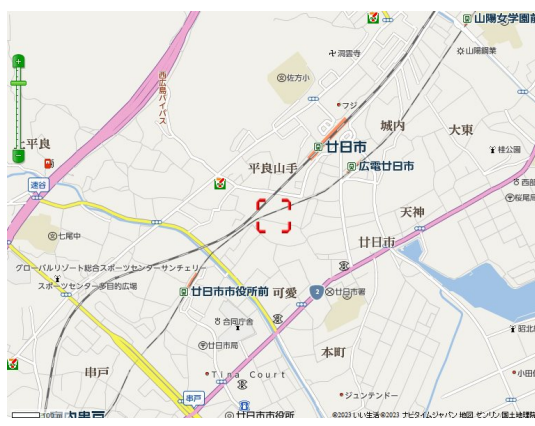 山陽女学園前
洞雲寺
山陽鋼業
佐方小
西広島バイパス
フジ
城内
大東
上平良
廿日市
桂公園
平良山手
広電廿日市
速谷
西部
桜尾局
天神
七尾中
廿日市
グローバルリゾート総合スポーツセンターサンチェリー
スポーツセンター多目的広場
廿日市市役所前
可愛
2
廿日市署
合同庁舎
昭北
廿日市局
本町
串戸
Tina Court
小田
串戸
ジュンテンドー
内串戸
廿日市市役所
©2023 いい生活 ©2023 ナビタイムジャパン 地図 ゼンリン 国土地理院